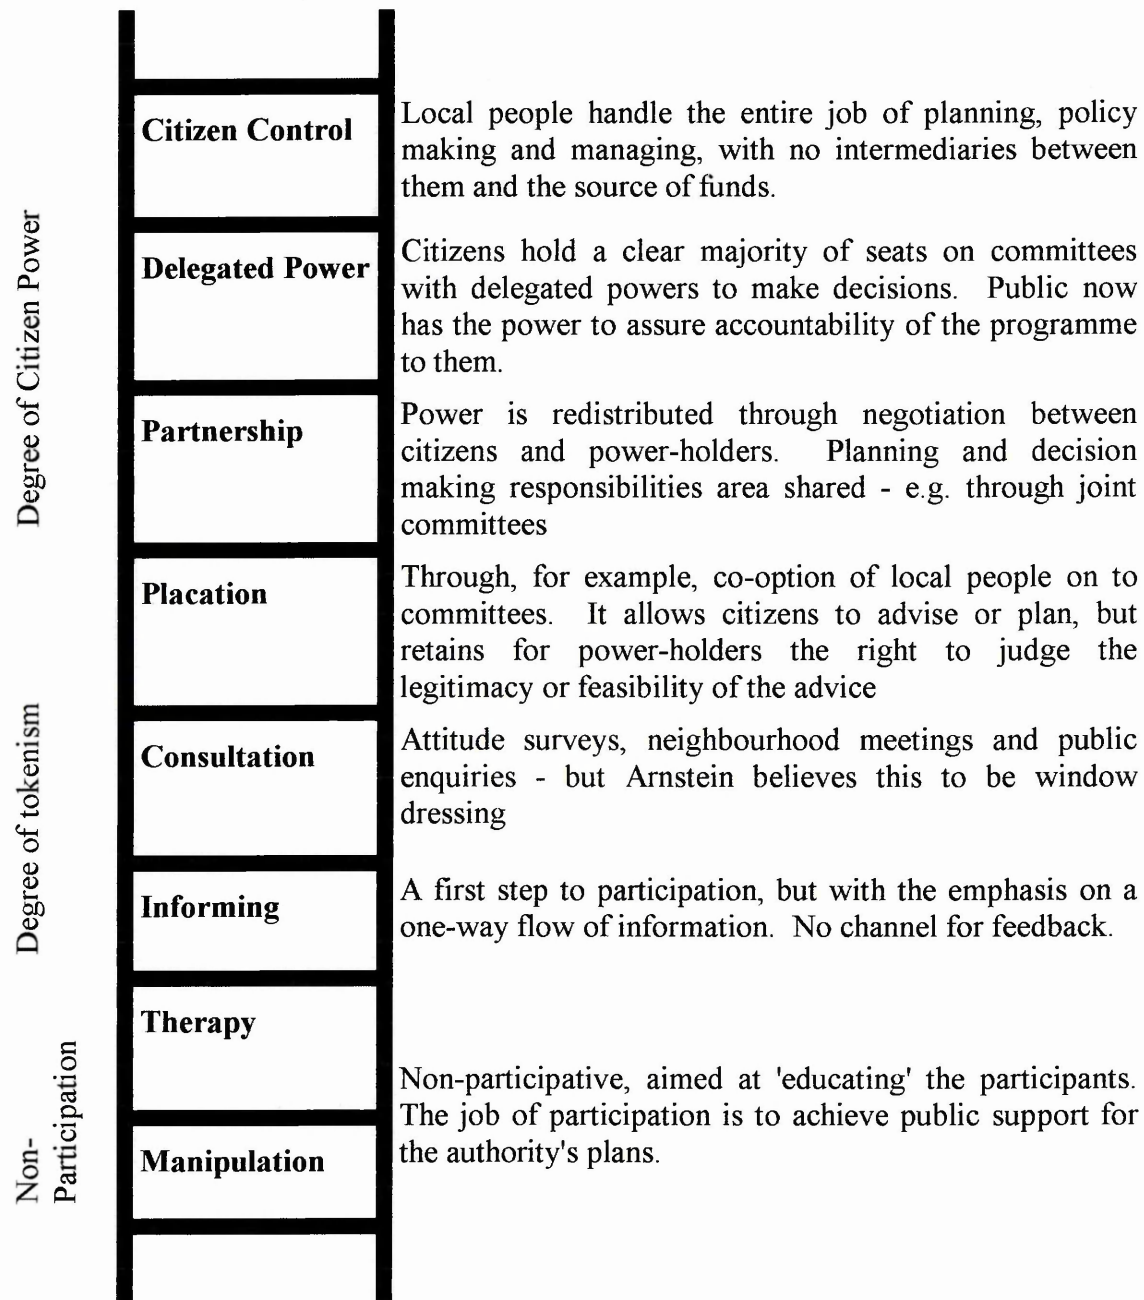 Citizen Control
Local people handle the entire job of planning, policy
making and managing, with no intermediaries between
them and the source of funds.
Degree of Citizen Power
Delegated Power
Citizens hold a clear majority of seats on committees
with delegated powers to make decisions. Public now
has the power to assure accountability of the programme
to them.
Partnership
Power is redistributed through negotiation between
citizens and power-holders. Planning and decision
making responsibilities area shared - e.g. through joint
committees
Placation
Through, for example, co-option of local people on to
committees. It allows citizens to advise or plan, but
retains for power-holders the right to judge the
legitimacy or feasibility of the advice
Degree of tokenism
Consultation
Attitude surveys, neighbourhood meetings and public
enquiries - but Arnstein believes this to be window
dressing
Informing
A first step to participation, but with the emphasis on a
one-way flow of information. No channel for feedback.
Therapy
Non-
Participation
Manipulation
Non-participative, aimed at 'educating' the participants.
The job of participation is to achieve public support for
the authority's plans.